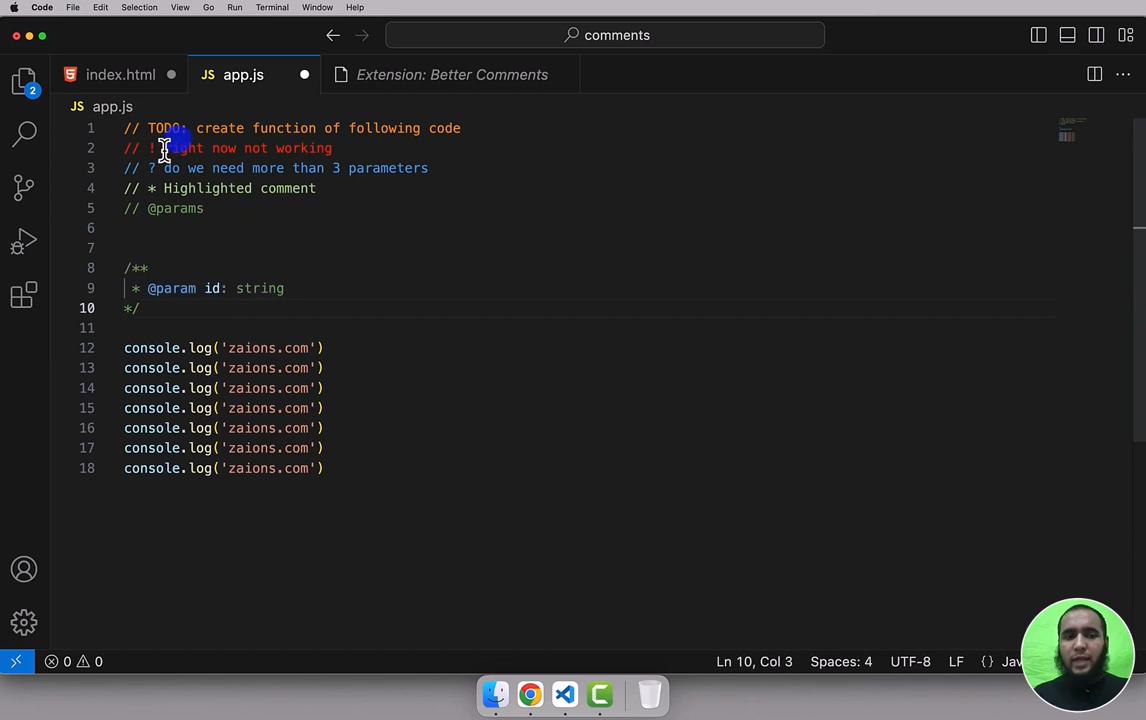 Code File Edit Selection View Go Run Terminal Window Help
comments
index.html
JS app.js
Extension: Better Comments
2
JS app.js
1 // TODO: create function of following code
2 // ! right now not working
3 // ? do we need more than 3 parameters
4 // * Highlighted comment
5 // @params
6
7
8 /**
9 * @param id: string
10 */
11
12 console.log('zaions.com')
13 console.log('zaions.com')
14 console.log('zaions.com')
15 console.log('zaions.com')
16 console.log('zaions.com')
17 console.log('zaions.com')
18 console.log('zaions.com')
0 0 Ln 10, Col 3 Spaces: 4 UTF-8 LF {}